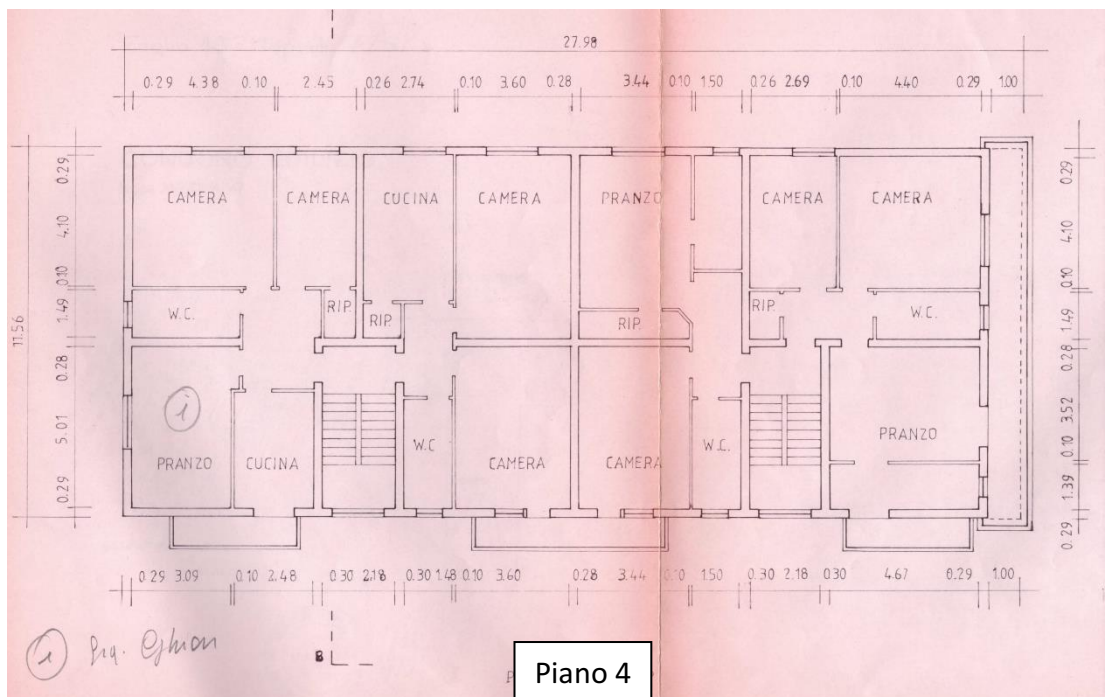 27.98
0.29 4.38 0.10 2.45 0.26 2.74 0.10 3.60 0.28 3.44 0.10 1.50 0.26 2.69 0.10 4.40 0.29 1.00
0.29 4.10 0.10 1.49 0.28 5.01 0.29
11.56
CAMERA CAMERA CUCINA CAMERA PRANZO CAMERA CAMERA
W.C. RIP. RIP. RIP. RIP. W.C.
i
PRANZO CUCINA W.C CAMERA CAMERA W.C. PRANZO
0.29 4.10 0.10 1.49 0.28 3.52 0.10 1.39 0.29
0.29 3.09 0.10 2.48 0.30 2.18 0.30 1.48 0.10 3.60 0.28 3.44 0.10 1.50 0.30 2.18 0.30 4.67 0.29 1.00
i
B
Piano 4